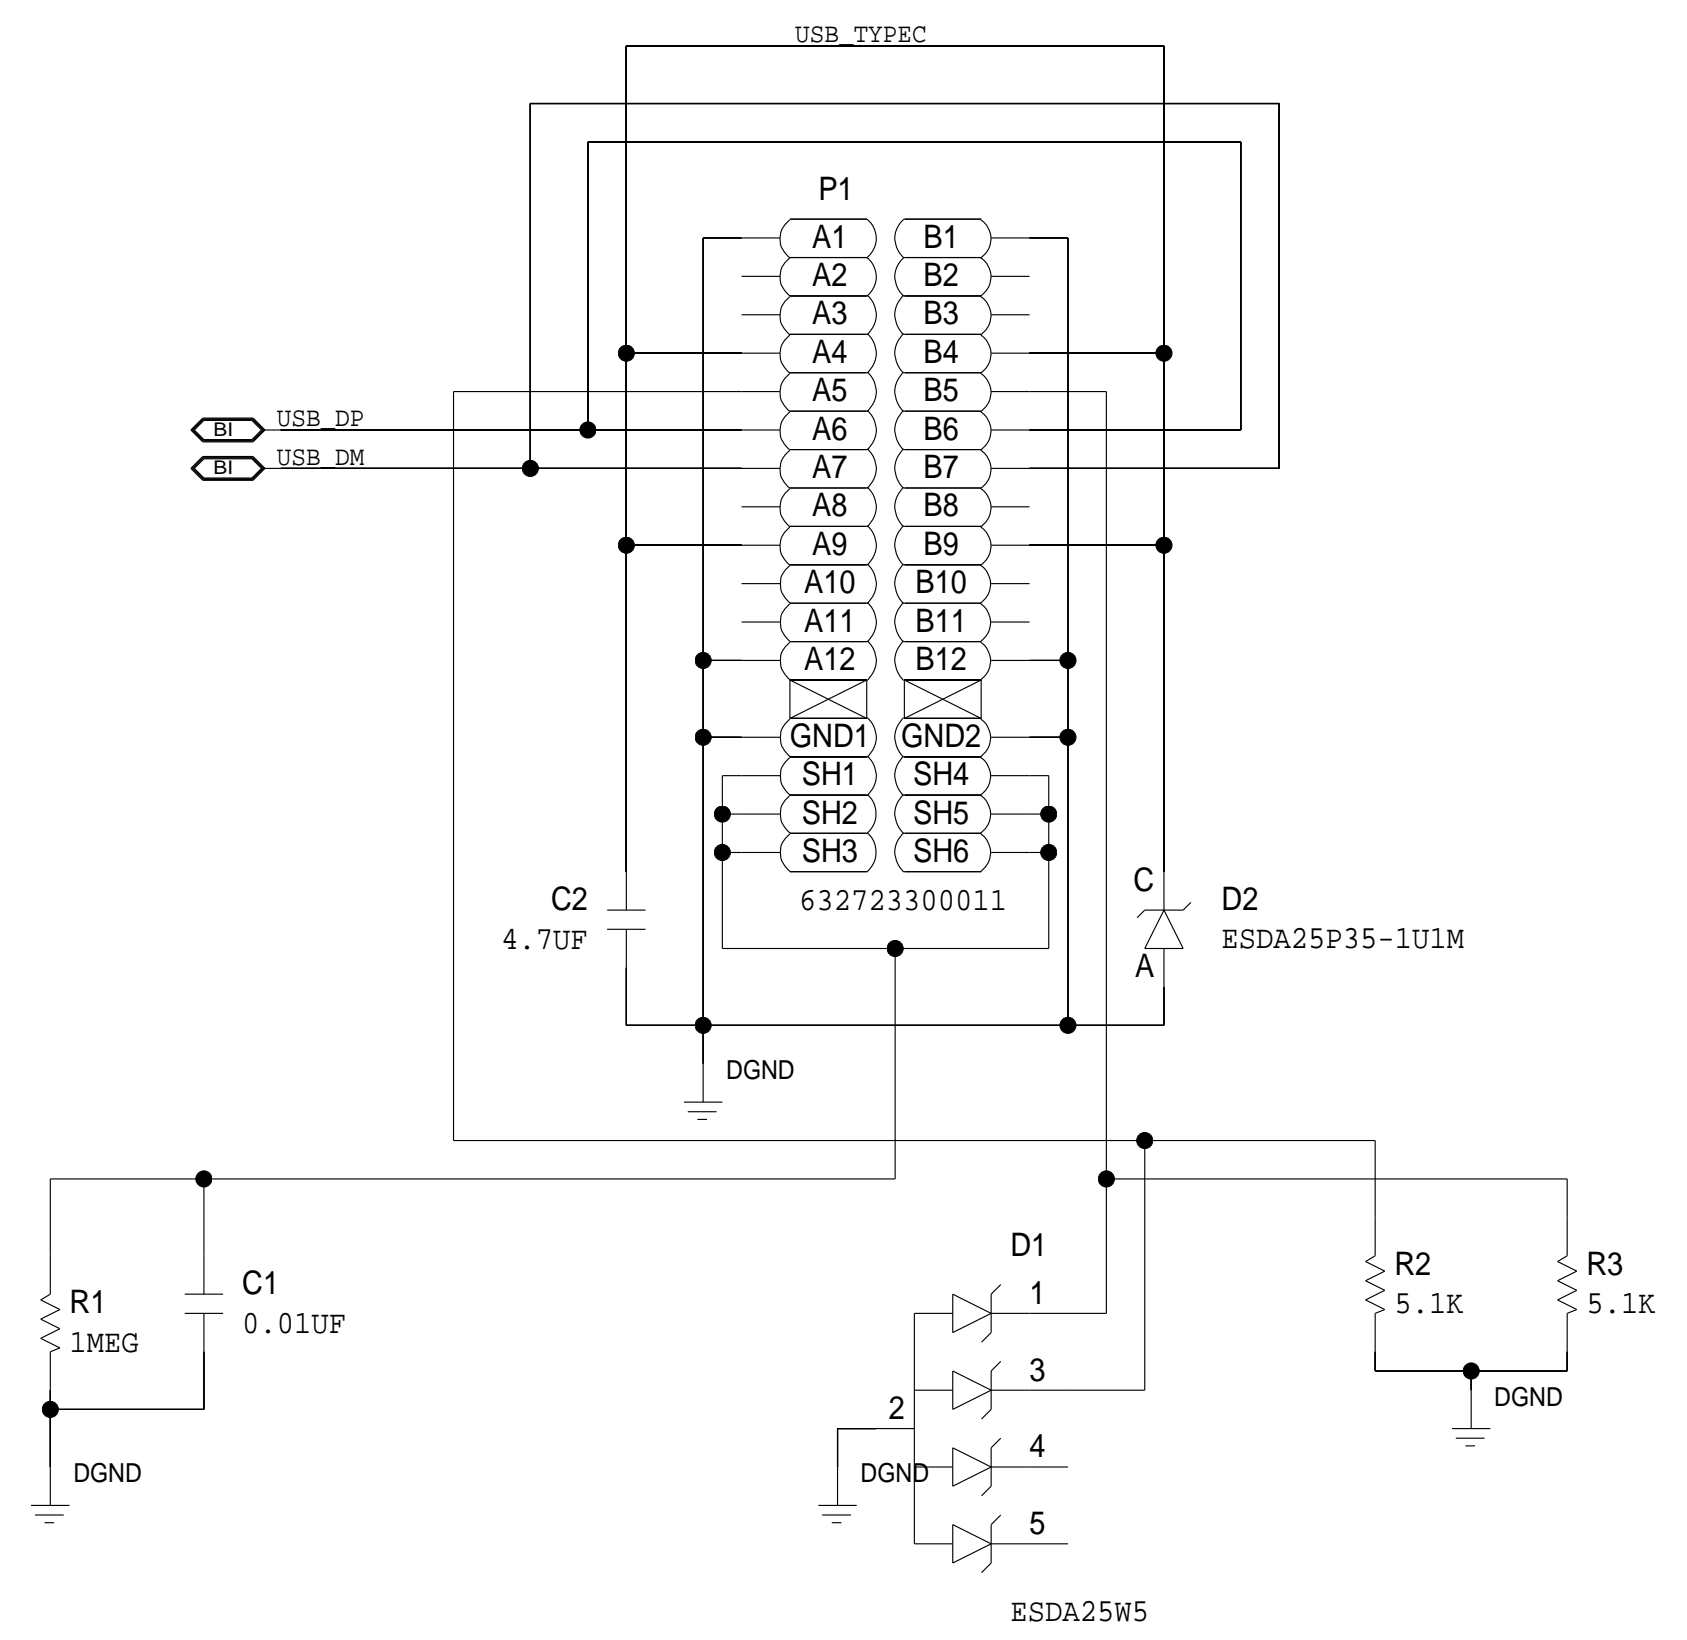 USB_TYPEC
P1
A1 B1
A2 B2
A3 B3
A4 B4
A5 B5
BI USB_DP A6 B6
BI USB_DM A7 B7
A8 B8
A9 B9
A10 B10
A11 B11
A12 B12
GND1 GND2
SH1 SH4
SH2 SH5
SH3 SH6
632723300011
C2
4.7UF
C
A
D2
ESDA25P35-1U1M
DGND
R1
1MEG
C1
0.01UF
DGND
D1
1
3
2
4
DGND
5
ESDA25W5
R2
5.1K
R3
5.1K
DGND